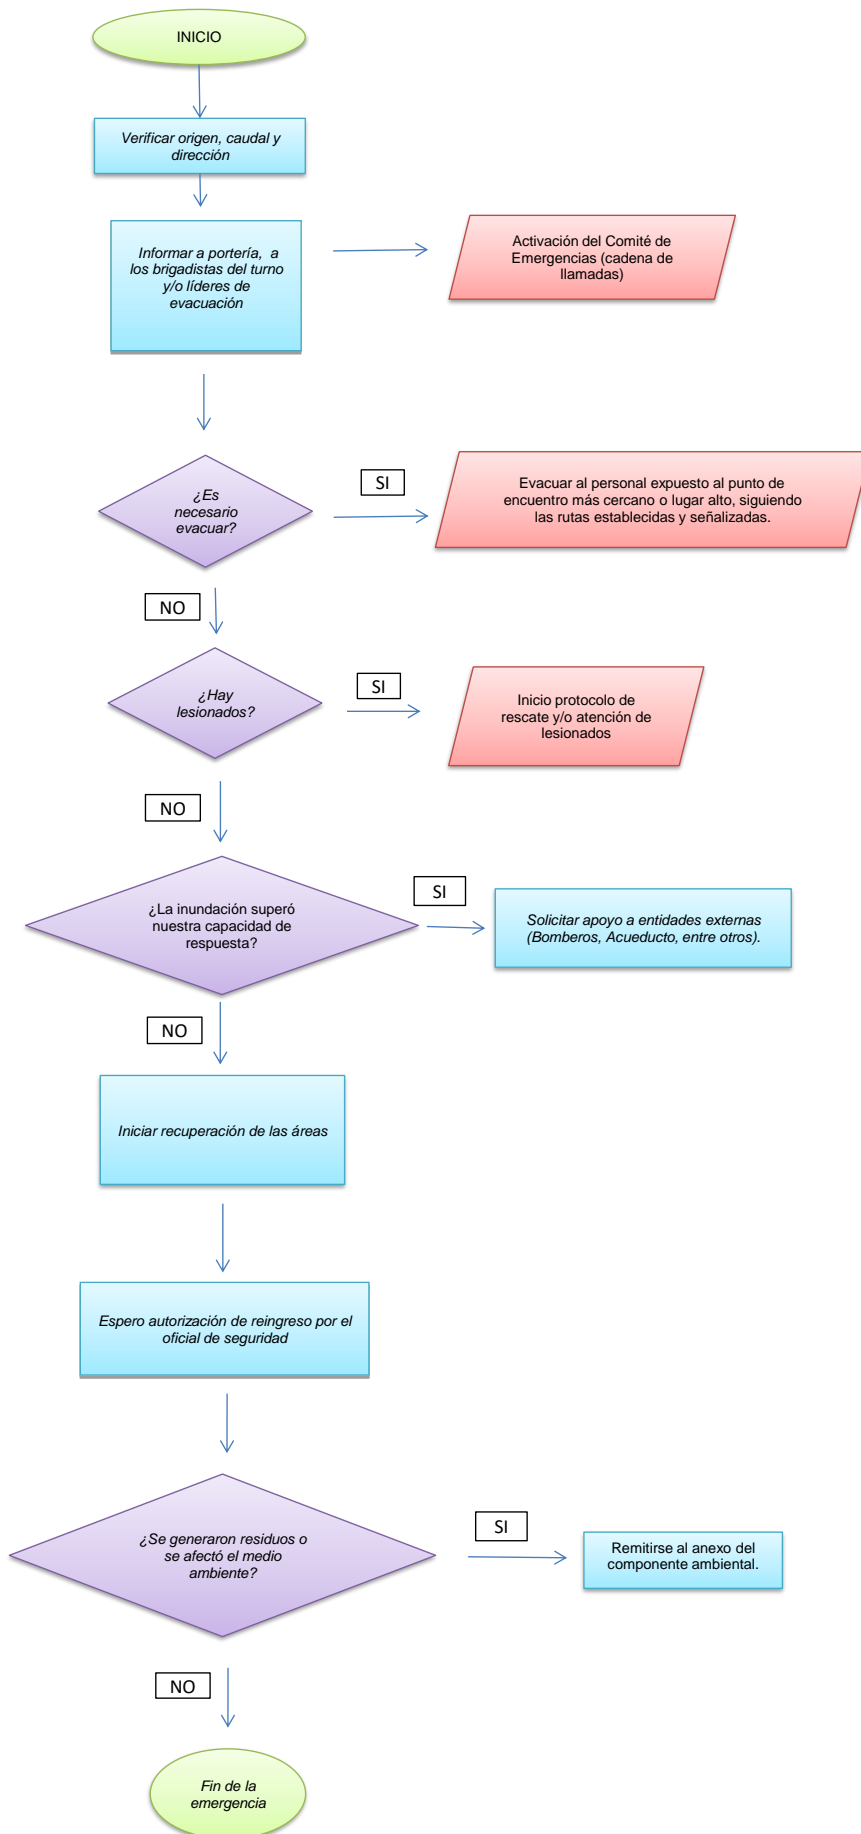 INICIO
Verificar origen, caudal y
dirección
Informar a portería, a
los brigadistas del turno
y/o líderes de
evacuación
Activación del Comité de
Emergencias (cadena de
llamadas)
¿Es
necesario
evacuar?
SI
Evacuar al personal expuesto al punto de
encuentro más cercano o lugar alto, siguiendo
las rutas establecidas y señalizadas.
NO
¿Hay
lesionados?
SI
Inicio protocolo de
rescate y/o atención de
lesionados
NO
¿La inundación superó
nuestra capacidad de
respuesta?
SI
Solicitar apoyo a entidades externas
(Bomberos, Acueducto, entre otros).
NO
Iniciar recuperación de las áreas
Espero autorización de reingreso por el
oficial de seguridad
¿Se generaron residuos o
se afectó el medio
ambiente?
SI
Remitirse al anexo del
componente ambiental.
NO
Fin de la
emergencia